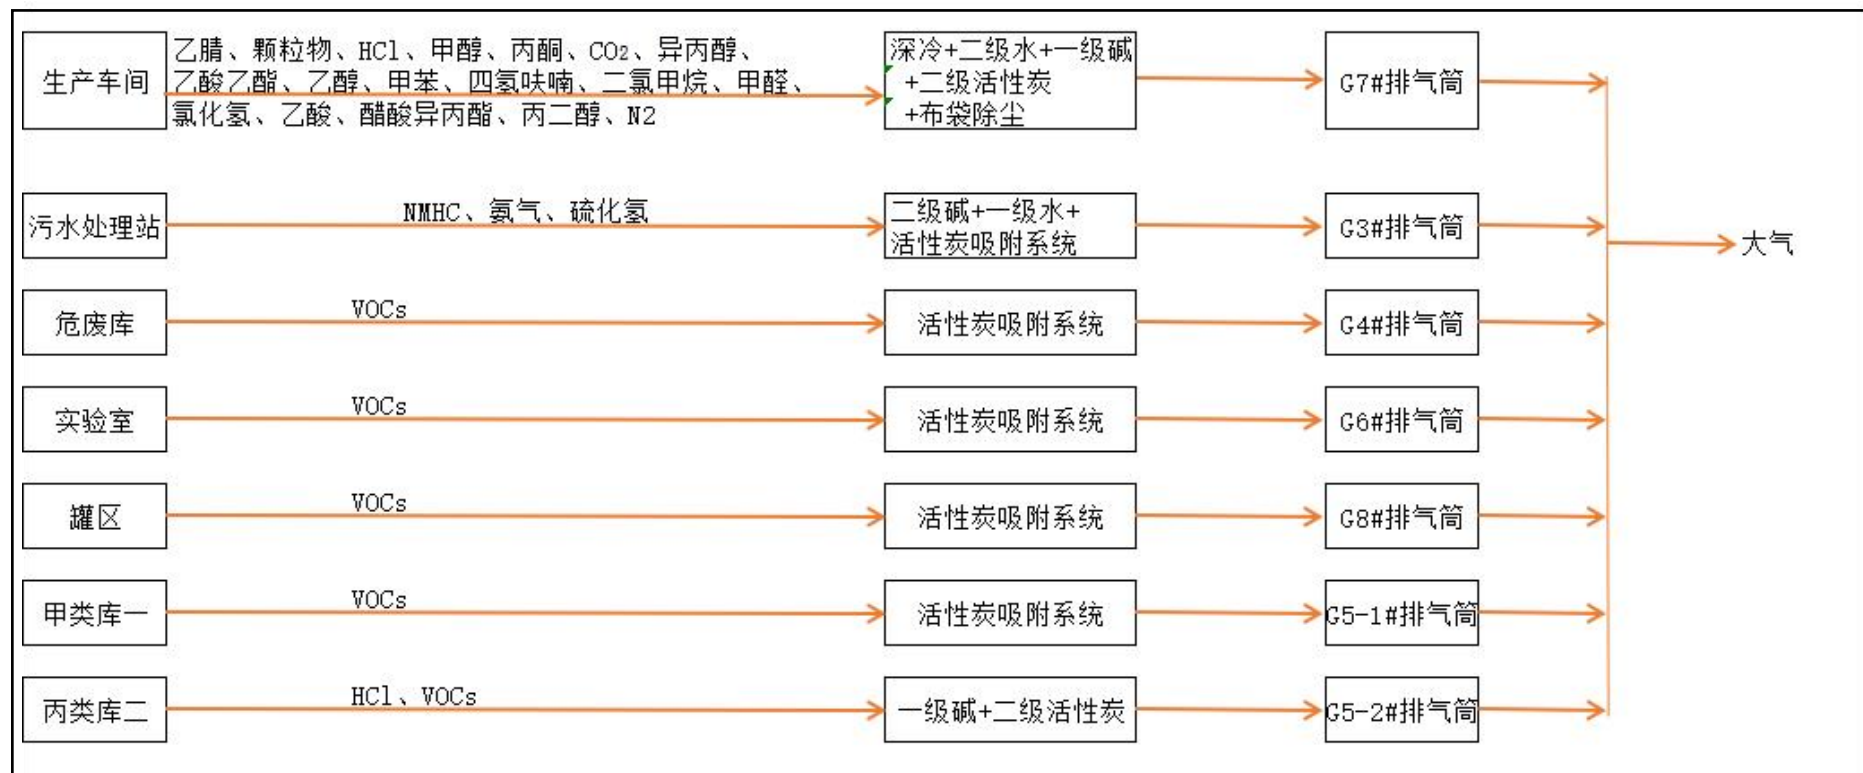 生产车间
乙腈、颗粒物、HCl、甲醇、丙酮、CO2、异丙醇、
乙酸乙酯、乙醇、甲苯、四氢呋喃、二氯甲烷、甲醛、
氯化氢、乙酸、醋酸异丙酯、丙二醇、N2
深冷+二级水+一级碱
+二级活性炭
+布袋除尘
G7#排气筒
污水处理站
NMHC、氨气、硫化氢
二级碱+一级水+
活性炭吸附系统
G3#排气筒
大气
危废库
VOCs
活性炭吸附系统
G4#排气筒
实验室
VOCs
活性炭吸附系统
G6#排气筒
罐区
VOCs
活性炭吸附系统
G8#排气筒
甲类库一
VOCs
活性炭吸附系统
G5-1#排气筒
丙类库二
HCl、VOCs
一级碱+二级活性炭
G5-2#排气筒